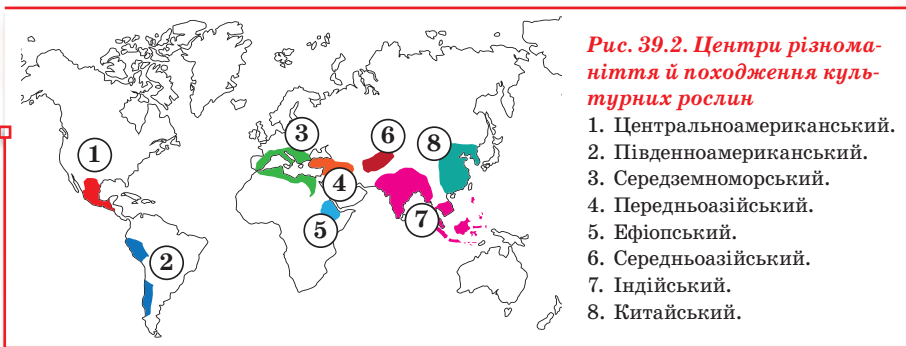 Рис. 39.2. Центри різнома-
ніття й походження куль-
турних рослин
1. Центральноамериканський.
2. Південноамериканський.
3. Середземноморський.
4. Передньоазійський.
5. Ефіопський.
6. Середньоазійський.
7. Індійський.
8. Китайський.
1
2
3
4
5
6
7
8